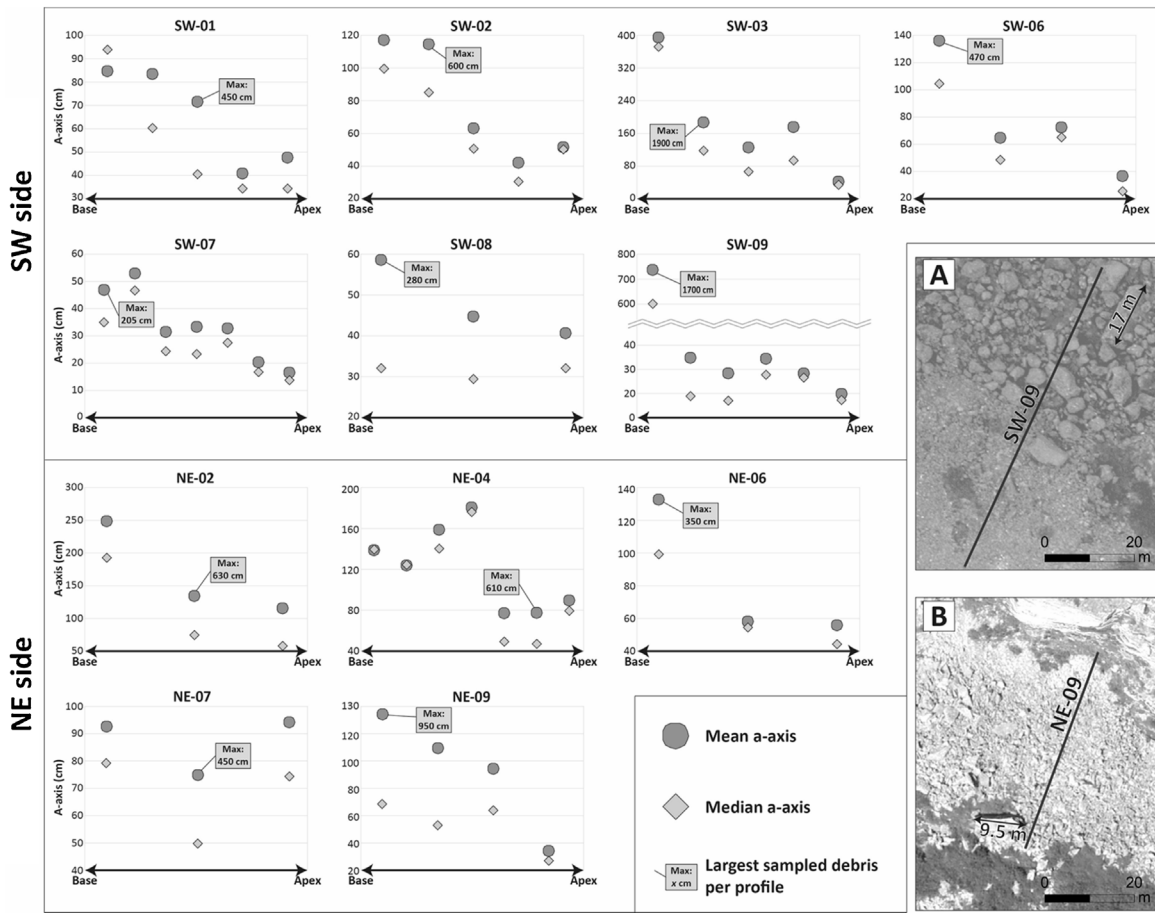 SW side
NE side
SW-01
A-axis (cm)
100
90
80
70
60
50
40
30
Max:
450 cm
Base
Apex
SW-02
120
100
80
60
40
20
Max:
600 cm
Base
Apex
SW-03
400
320
240
160
80
0
Max:
1900 cm
Base
Apex
SW-06
140
120
100
80
60
40
20
Max:
470 cm
Base
Apex
SW-07
A-axis (cm)
60
50
40
30
20
10
0
Max:
205 cm
Base
Apex
SW-08
60
50
40
30
20
Max:
280 cm
Base
Apex
SW-09
800
700
600
40
30
20
10
0
Max:
1700 cm
Base
Apex
NE-02
A-axis (cm)
300
250
200
150
100
50
Max:
630 cm
Base
Apex
NE-04
200
160
120
80
40
Max:
610 cm
Base
Apex
NE-06
140
120
100
80
60
40
Max:
350 cm
Base
Apex
NE-07
A-axis (cm)
100
90
80
70
60
50
40
Max:
450 cm
Base
Apex
NE-09
130
120
100
80
60
40
20
Max:
950 cm
Base
Apex
Mean a-axis
Median a-axis
Max:
x cm
Largest sampled debris
per profile
A
17 m
SW-09
0 20
m
B
NE-09
9.5 m
0 20
m